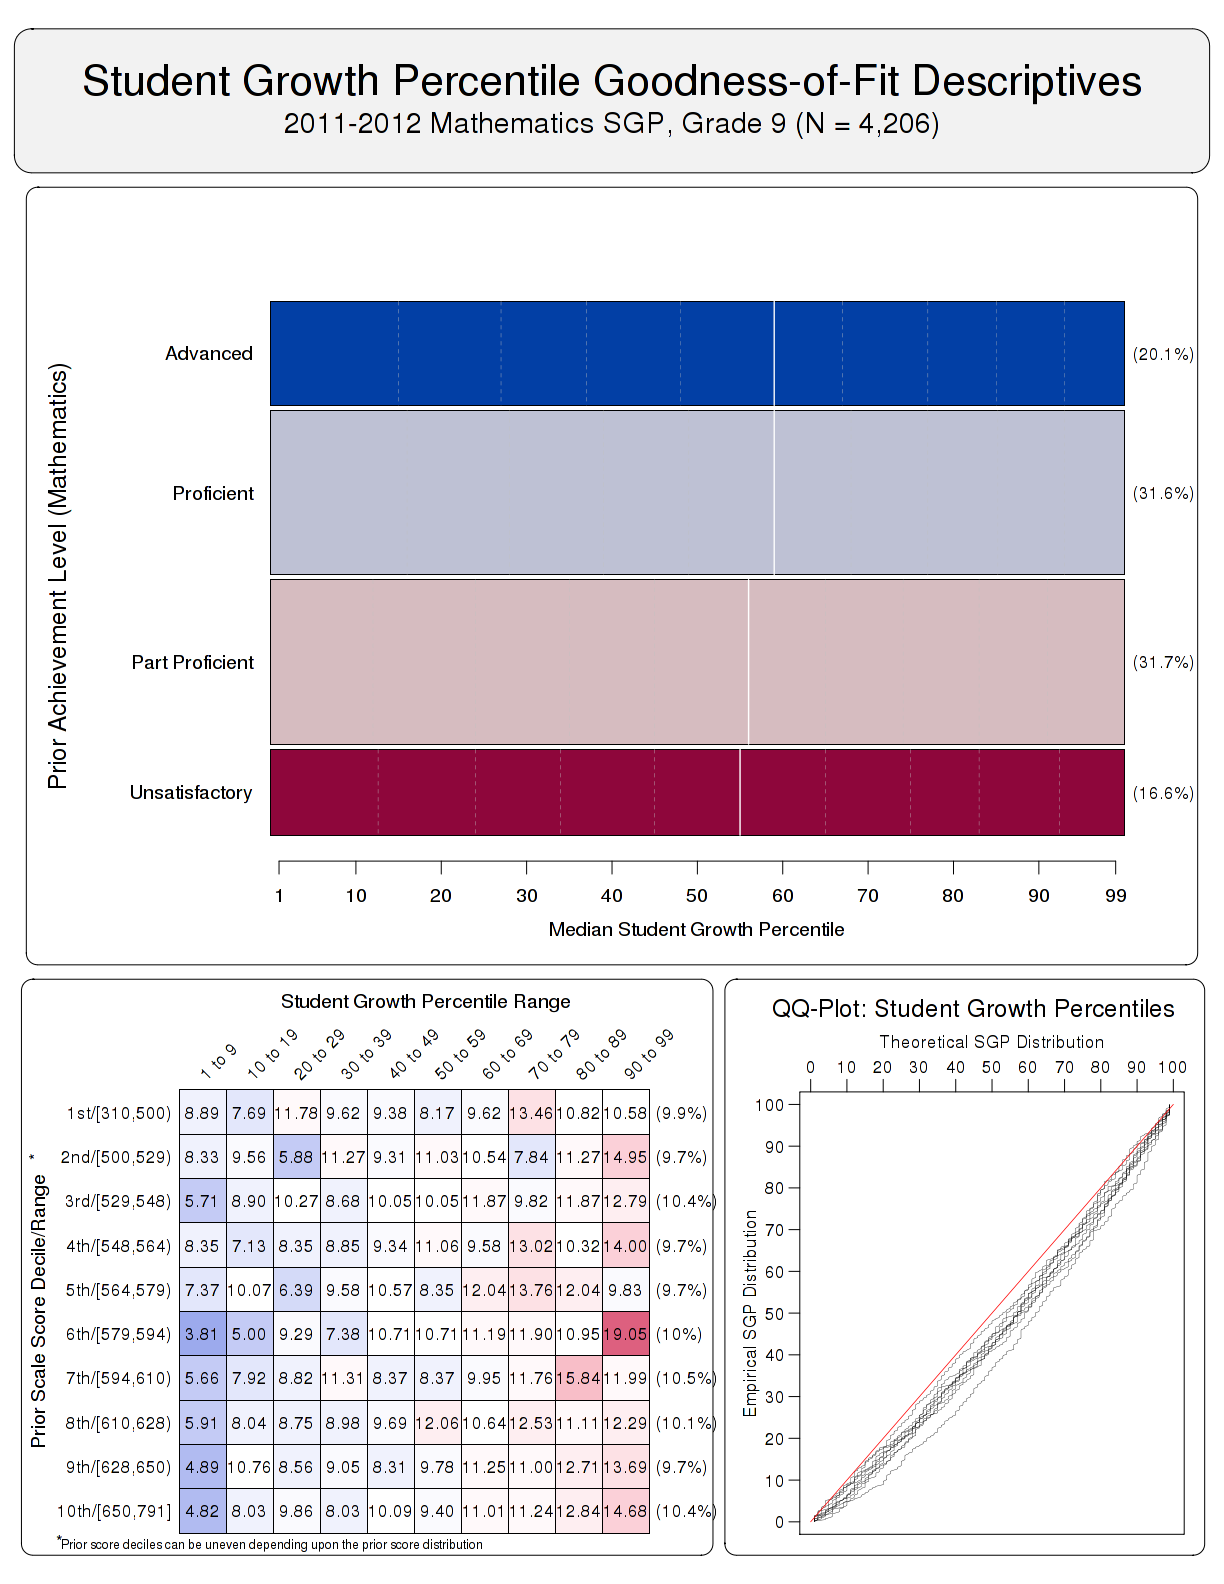 Student Growth Percentile Goodness-of-Fit Descriptives
2011-2012 Mathematics SGP, Grade 9 (N = 4,206)
Prior Achievement Level (Mathematics)
Advanced (20.1%)
Proficient (31.6%)
Part Proficient (31.7%)
Unsatisfactory (16.6%)
1 10 20 30 40 50 60 70 80 90 99
Median Student Growth Percentile
Student Growth Percentile Range
1 to 9 10 to 19 20 to 29 30 to 39 40 to 49 50 to 59 60 to 69 70 to 79 80 to 89 90 to 99
Prior Scale Score Decile/Range *
1st/[310,500) 8.89 7.69 11.78 9.62 9.38 8.17 9.62 13.46 10.82 10.58 (9.9%)
2nd/[500,529) 8.33 9.56 5.88 11.27 9.31 11.03 10.54 7.84 11.27 14.95 (9.7%)
3rd/[529,548) 5.71 8.90 10.27 8.68 10.05 10.05 11.87 9.82 11.87 12.79 (10.4%)
4th/[548,564) 8.35 7.13 8.35 8.85 9.34 11.06 9.58 13.02 10.32 14.00 (9.7%)
5th/[564,579) 7.37 10.07 6.39 9.58 10.57 8.35 12.04 13.76 12.04 9.83 (9.7%)
6th/[579,594) 3.81 5.00 9.29 7.38 10.71 10.71 11.19 11.90 10.95 19.05 (10%)
7th/[594,610) 5.66 7.92 8.82 11.31 8.37 8.37 9.95 11.76 15.84 11.99 (10.5%)
8th/[610,628) 5.91 8.04 8.75 8.98 9.69 12.06 10.64 12.53 11.11 12.29 (10.1%)
9th/[628,650) 4.89 10.76 8.56 9.05 8.31 9.78 11.25 11.00 12.71 13.69 (9.7%)
10th/[650,791] 4.82 8.03 9.86 8.03 10.09 9.40 11.01 11.24 12.84 14.68 (10.4%)
*Prior score deciles can be uneven depending upon the prior score distribution
QQ-Plot: Student Growth Percentiles
Theoretical SGP Distribution
0 10 20 30 40 50 60 70 80 90 100
Empirical SGP Distribution
100
90
80
70
60
50
40
30
20
10
0